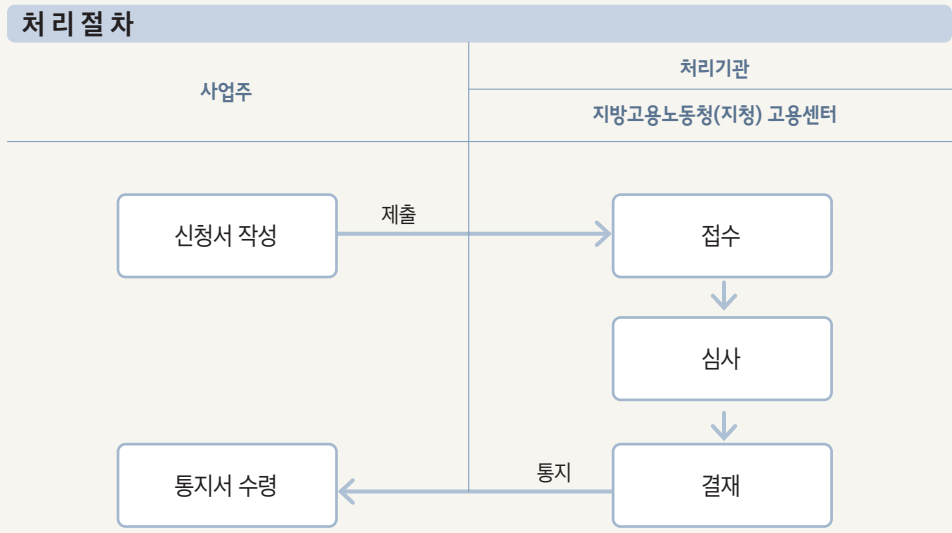 처리절차
사업주
처리기관
지방고용노동청(지청) 고용센터
신청서 작성
제출
접수
심사
통지서 수령
통지
결재